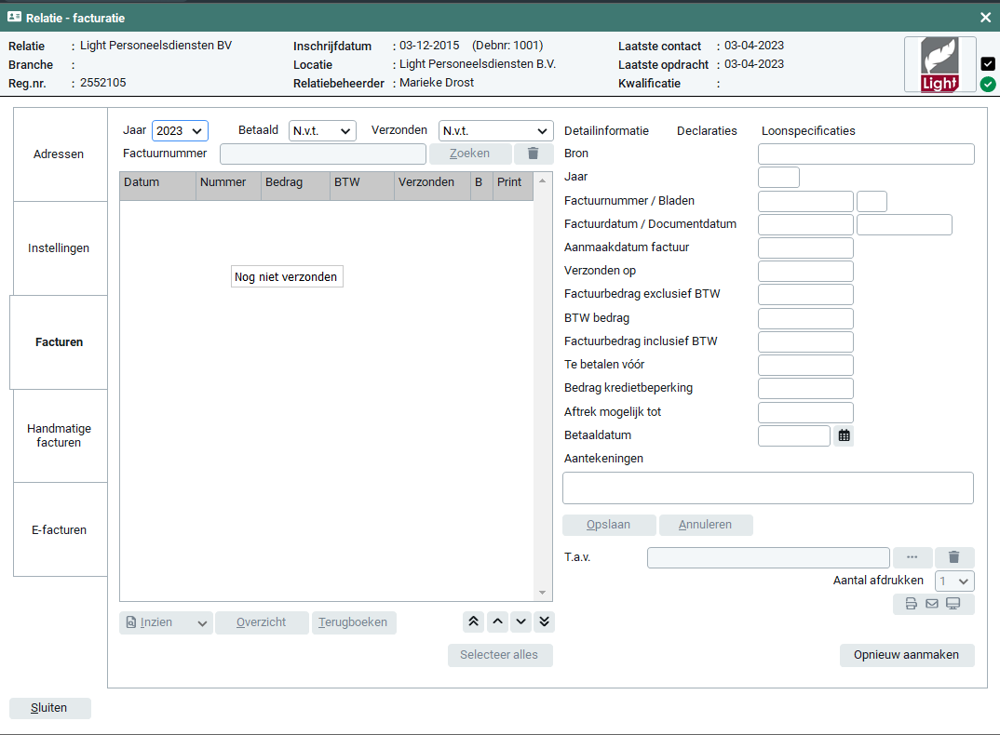 Relatie - facturatie
Relatie : Light Personeelsdiensten BV Inschrijfdatum : 03-12-2015 (Debnr: 1001) Laatste contact : 03-04-2023
Branche : Locatie : Light Personeelsdiensten B.V. Laatste opdracht : 03-04-2023
Reg.nr. : 2552105 Relatiebeheerder : Marieke Drost Kwalificatie :
Light
Adressen
Instellingen
Facturen
Handmatige
facturen
E-facturen
Jaar 2023 Betaald N.v.t. Verzonden N.v.t.
Factuurnummer Zoeken
Datum Nummer Bedrag BTW Verzonden B Print
Nog niet verzonden
Inzien Overzicht Terugboeken
Selecteer alles
Detailinformatie Declaraties Loonspecificaties
Bron
Jaar
Factuurnummer / Bladen
Factuurdatum / Documentdatum
Aanmaakdatum factuur
Verzonden op
Factuurbedrag exclusief BTW
BTW bedrag
Factuurbedrag inclusief BTW
Te betalen vóór
Bedrag kredietbeperking
Aftrek mogelijk tot
Betaaldatum
Aantekeningen
Opslaan Annuleren
T.a.v. ...
Aantal afdrukken 1
Opnieuw aanmaken
Sluiten